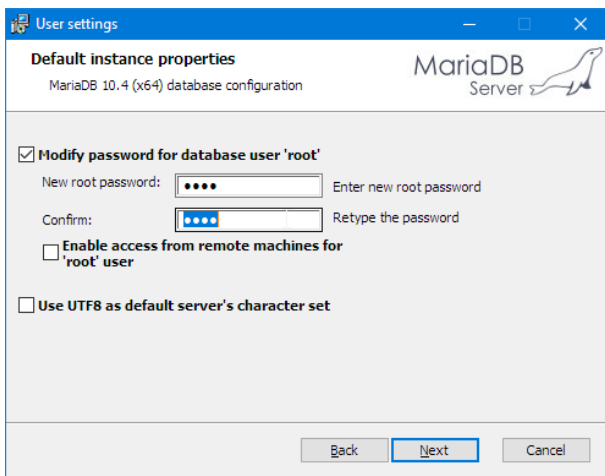 User settings
Default instance properties
MariaDB 10.4 (x64) database configuration
MariaDB
Server
Modify password for database user 'root'
New root password: •••• Enter new root password
Confirm: •••• Retype the password
Enable access from remote machines for
'root' user
Use UTF8 as default server's character set
Back Next Cancel